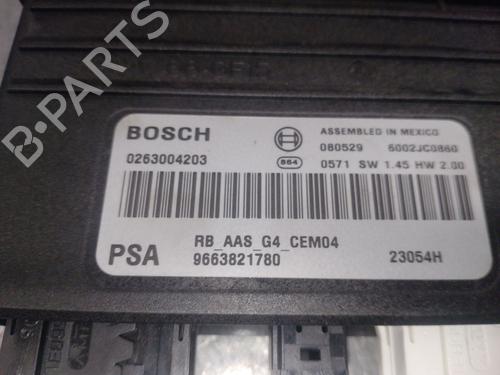 BOSCH
ASSEMBLED IN MEXICO
080529 6002JC0860
0263004203
864 0571 SW 1.45 HW 2.00
PSA
RB_AAS_G4_CEM04
9663821780
23054H